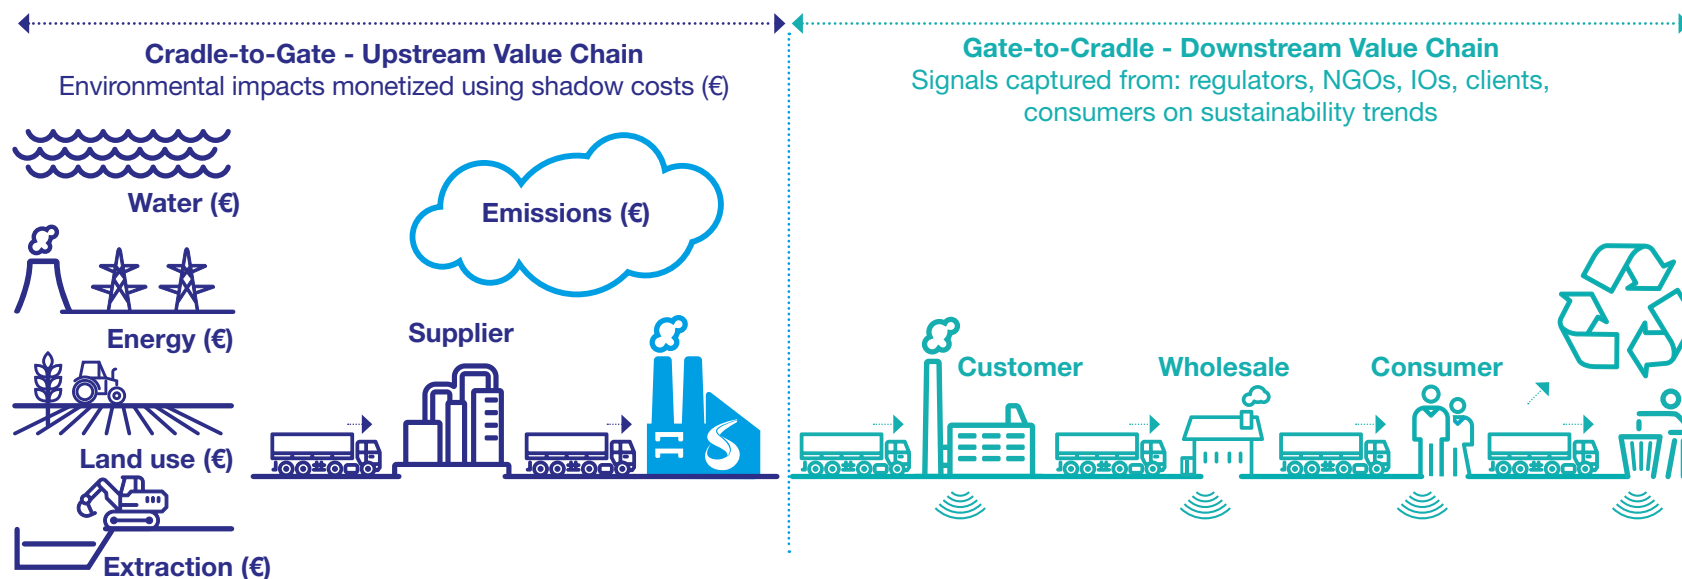 Cradle-to-Gate - Upstream Value Chain
Environmental impacts monetized using shadow costs (€)
Water (€)
Energy (€)
Land use (€)
Extraction (€)
Emissions (€)
Supplier
Gate-to-Cradle - Downstream Value Chain
Signals captured from: regulators, NGOs, IOs, clients,
consumers on sustainability trends
Customer
Wholesale
Consumer